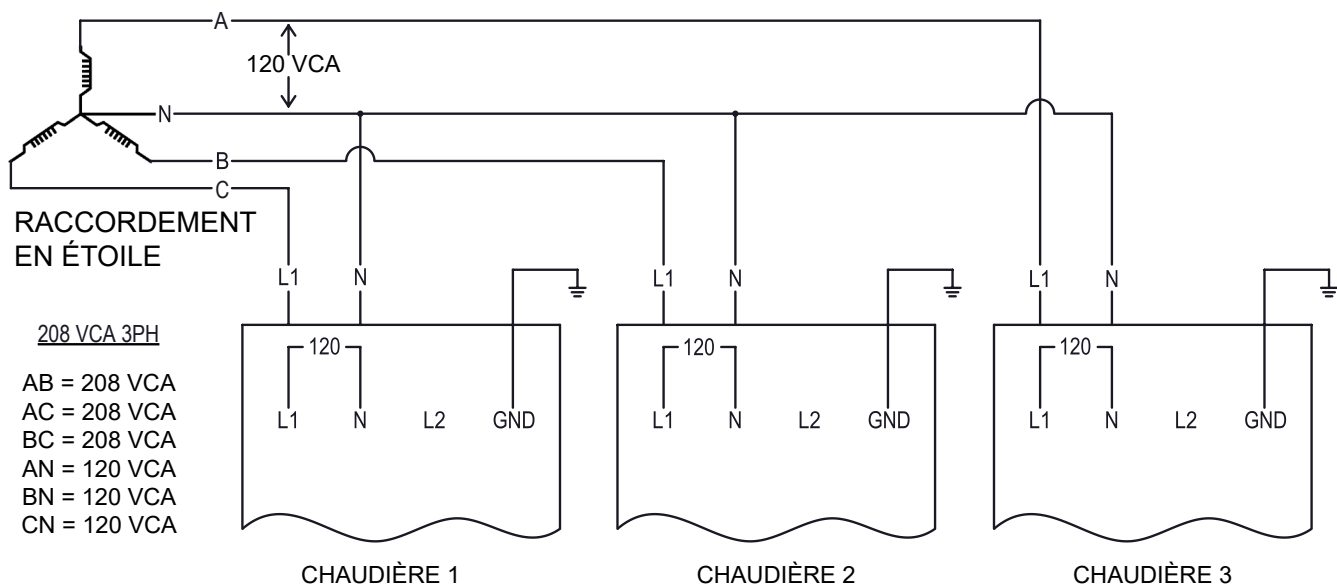 A
120 VCA
N
B
C
RACCORDEMENT
EN ÉTOILE
L1 N L1 N L1 N
208 VCA 3PH
120 120 120
AB = 208 VCA
AC = 208 VCA
BC = 208 VCA
AN = 120 VCA
BN = 120 VCA
CN = 120 VCA
L1 N L2 GND L1 N L2 GND L1 N L2 GND
CHAUDIÈRE 1 CHAUDIÈRE 2 CHAUDIÈRE 3